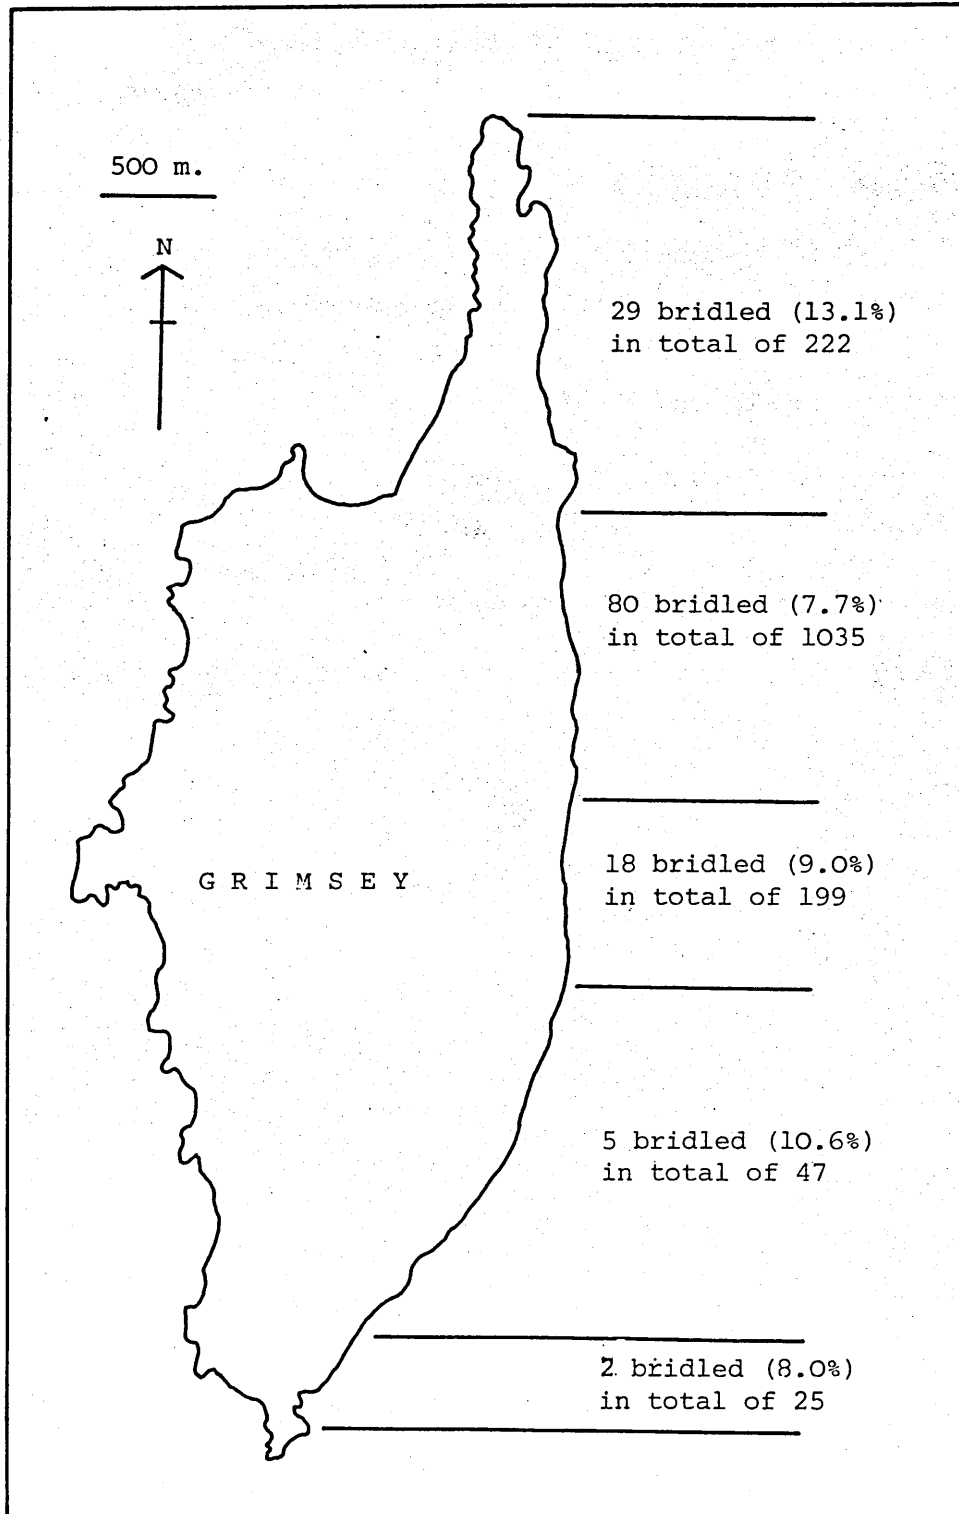 500 m.
N
29 bridled (13.1%)
in total of 222
80 bridled (7.7%)
in total of 1035
18 bridled (9.0%)
in total of 199
GRIMSEY
5 bridled (10.6%)
in total of 47
2 bridled (8.0%)
in total of 25